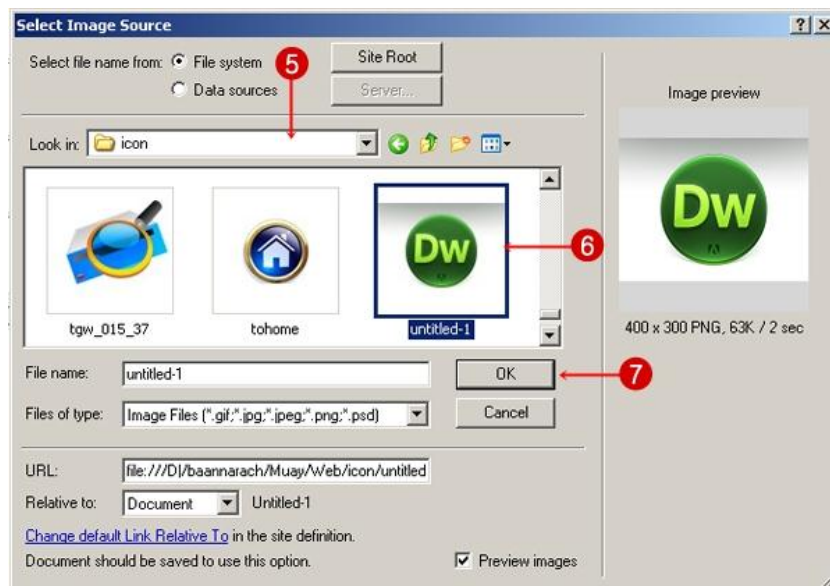 Select Image Source
Select file name from: File system Site Root
Data sources Server...
5
Image preview
Look in: icon
Dw
Dw
6
tgw_015_37 tohome untitled-1
400 x 300 PNG, 63K / 2 sec
File name: untitled-1 OK
7
Files of type: Image Files (*.gif;*.jpg;*.jpeg;*.png;*.psd) Cancel
URL: file:///D|/baannarach/Muay/Web/icon/untitled
Relative to: Document Untitled-1
Change default Link Relative To in the site definition.
Document should be saved to use this option. Preview images